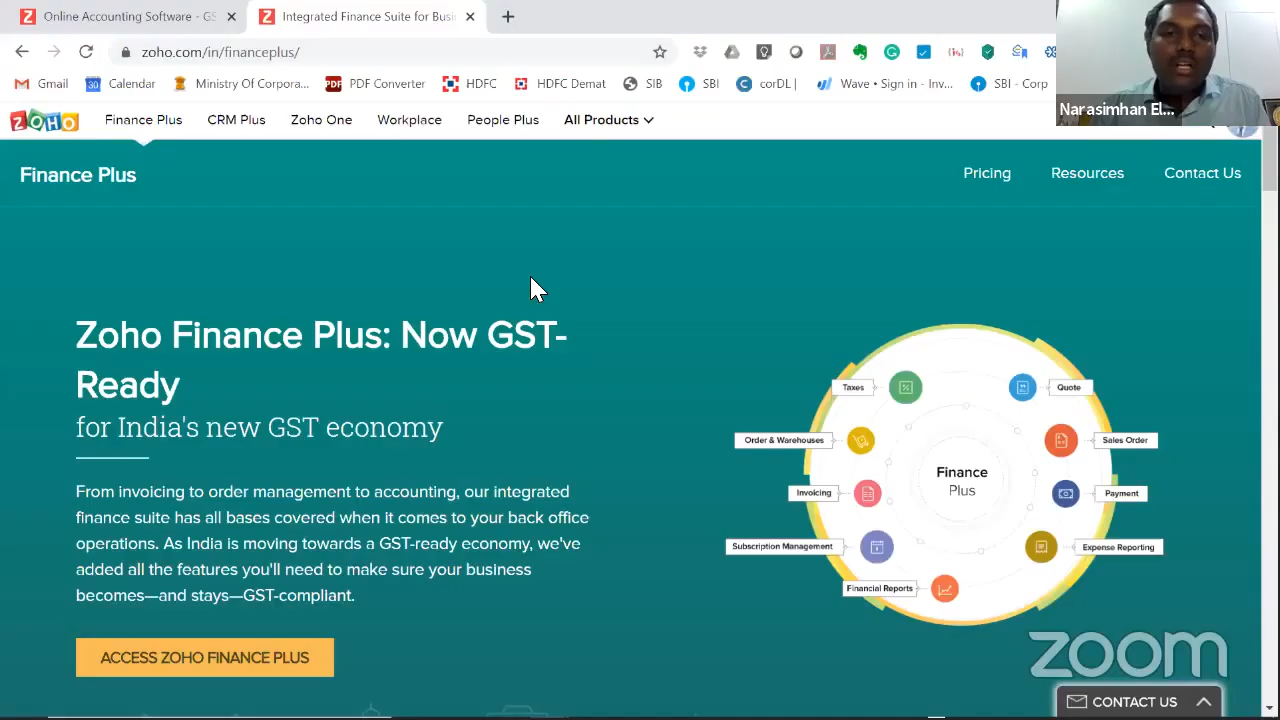 Online Accounting Software - GS
Integrated Finance Suite for Busi
zoho.com/in/financeplus/
Gmail
Calendar
Ministry Of Corpora...
PDF Converter
HDFC
HDFC Demat
SIB
SBI
corDL |
Wave • Sign in - Inv...
SBI - Corp
Narasimhan El...
ZOHO
Finance Plus
CRM Plus
Zoho One
Workplace
People Plus
All Products
Finance Plus
Pricing
Resources
Contact Us
Zoho Finance Plus: Now GST-
Ready
for India's new GST economy
From invoicing to order management to accounting, our integrated
finance suite has all bases covered when it comes to your back office
operations. As India is moving towards a GST-ready economy, we've
added all the features you'll need to make sure your business
becomes—and stays—GST-compliant.
ACCESS ZOHO FINANCE PLUS
Taxes
Quote
Order & Warehouses
Sales Order
Finance
Plus
Invoicing
Payment
Subscription Management
Expense Reporting
Financial Reports
zoom
CONTACT US